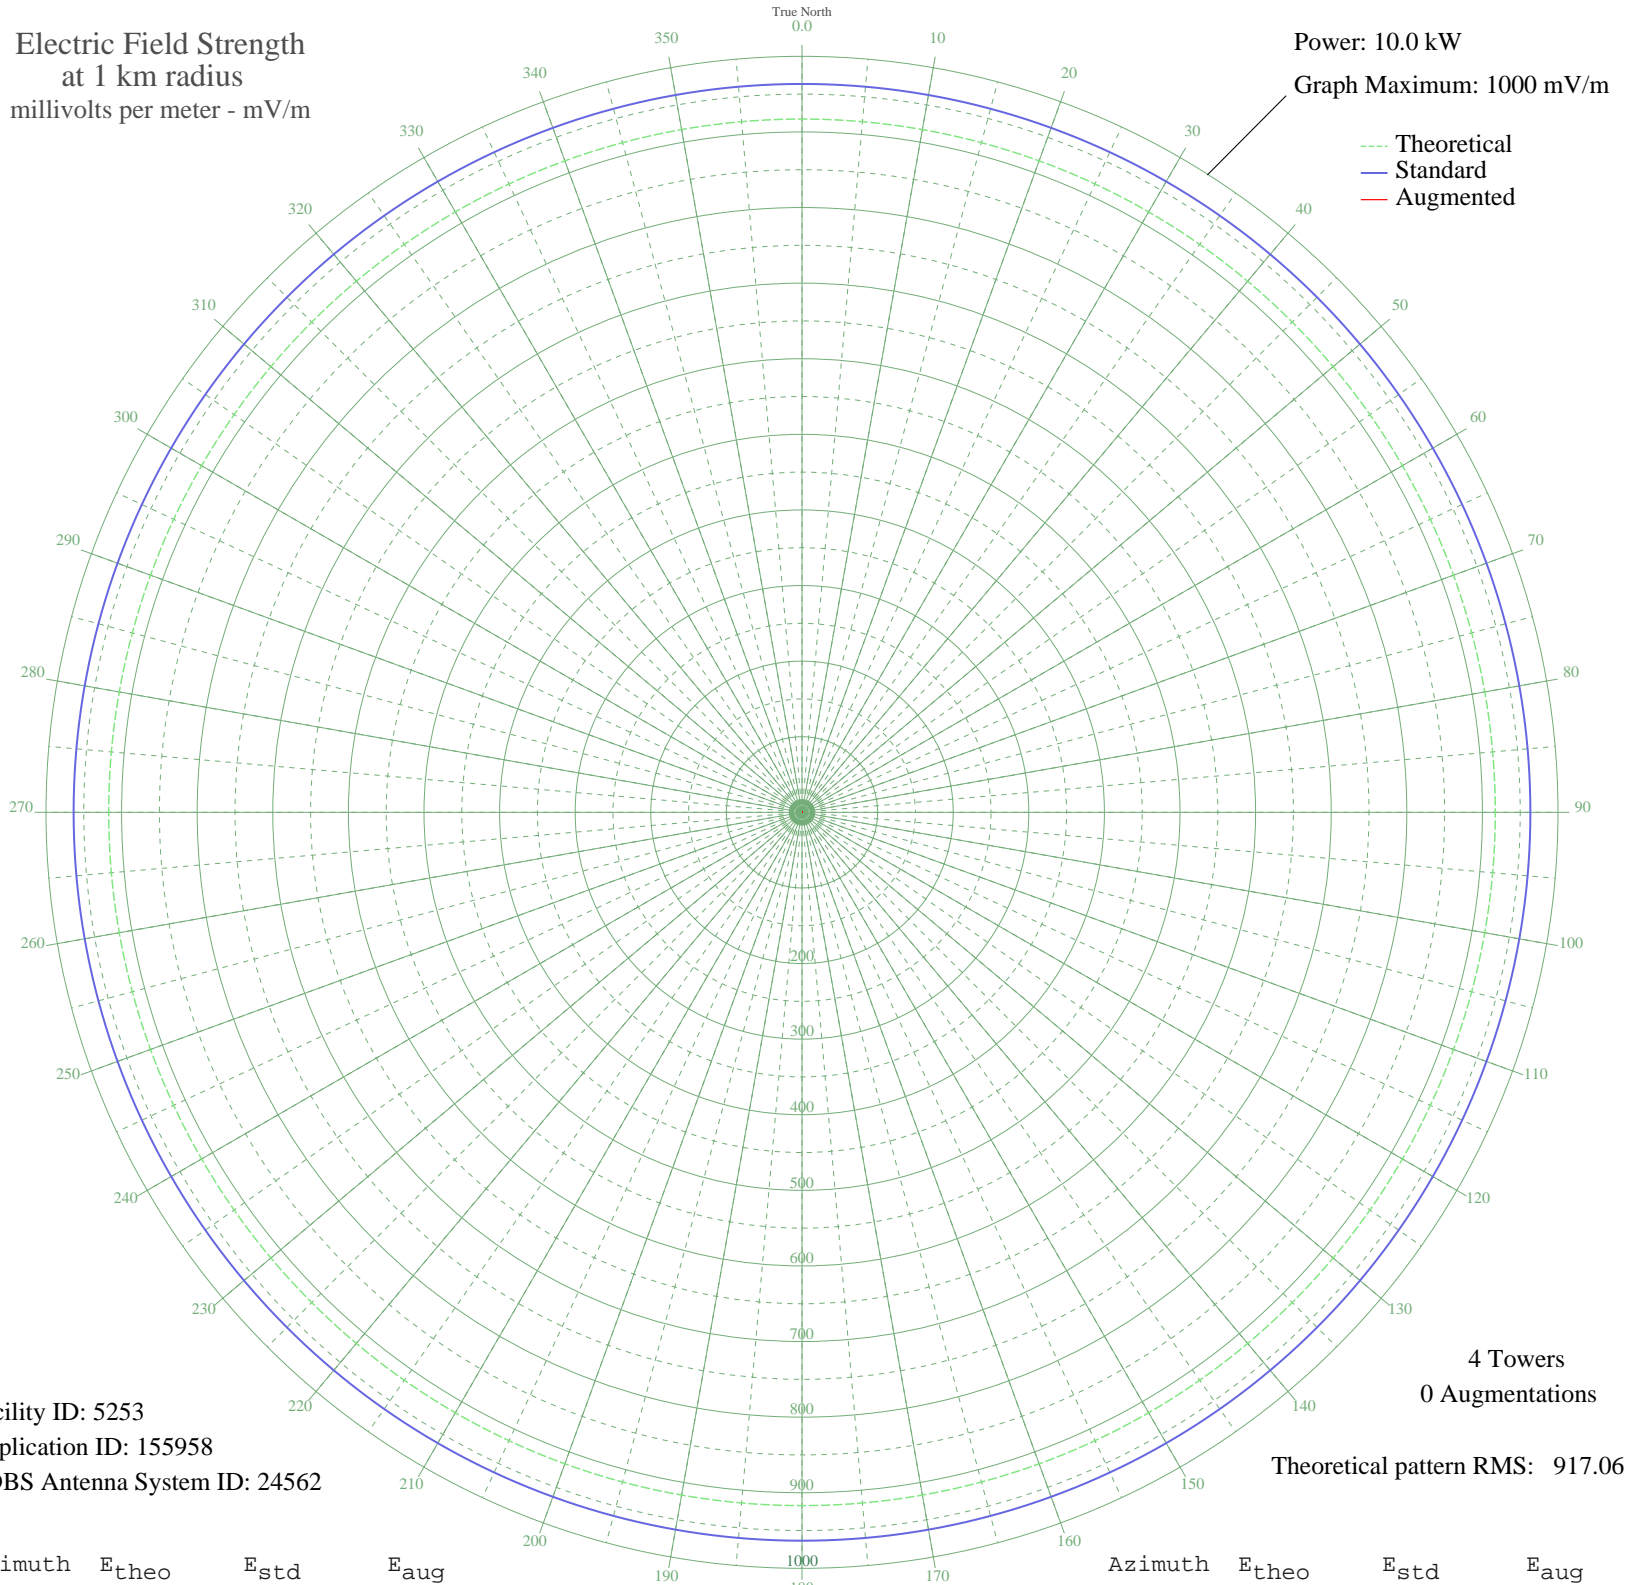 True North
0.0
Electric Field Strength
at 1 km radius
millivolts per meter - mV/m
Power: 10.0 kW
Graph Maximum: 1000 mV/m
Theoretical
Standard
Augmented
10
20
30
40
50
60
70
80
90
100
110
120
130
140
150
160
170
190
200
210
220
230
240
250
260
270
280
290
300
310
320
330
340
350
200
300
400
500
600
700
800
900
1000
4 Towers
0 Augmentations
Theoretical pattern RMS: 917.06
cility ID: 5253
plication ID: 155958
DBS Antenna System ID: 24562
imuth Etheo Estd Eaug
Azimuth Etheo Estd Eaug